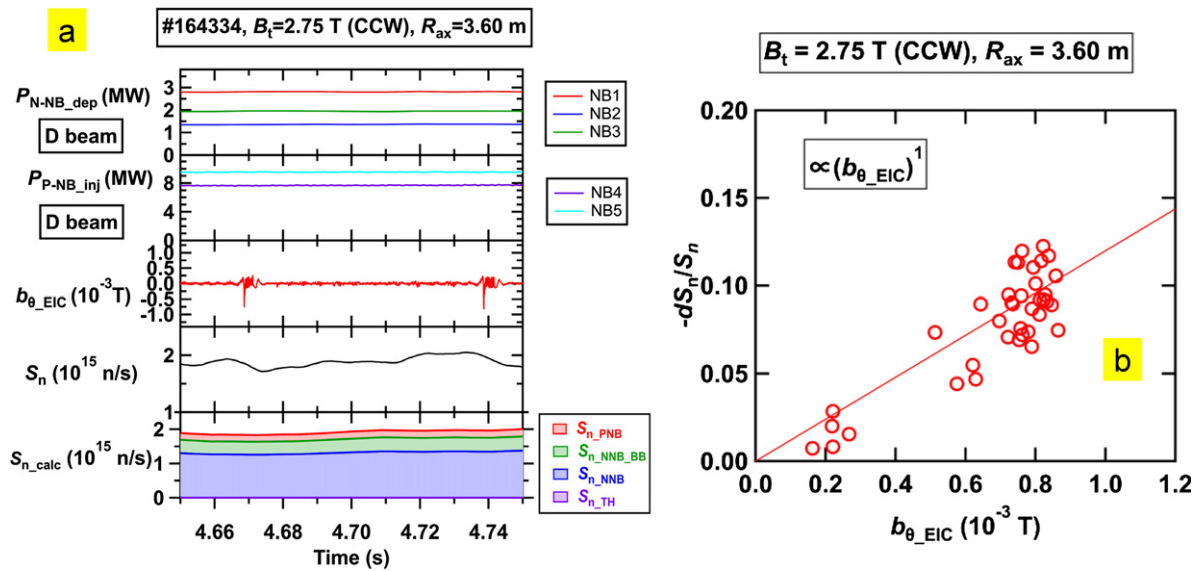 a
#164334, Bt=2.75 T (CCW), Rax=3.60 m
PN-NB_dep (MW)
D beam
3
2
1
0
NB1
NB2
NB3
PP-NB_inj (MW)
D beam
8
4
0
NB4
NB5
bθ_EIC (10-3 T)
1.0
0.5
0.0
-0.5
-1.0
Sn (1015 n/s)
2
1
Sn_calc (1015 n/s)
2
1
0
Sn_PNB
Sn_NNB_BB
Sn_NNB
Sn_TH
4.66 4.68 4.70 4.72 4.74
Time (s)
Bt = 2.75 T (CCW), Rax = 3.60 m
∝(bθ_EIC)1
-dSn/Sn
0.20
0.15
0.10
0.05
0.00
b
0.0 0.2 0.4 0.6 0.8 1.0 1.2
bθ_EIC (10-3 T)